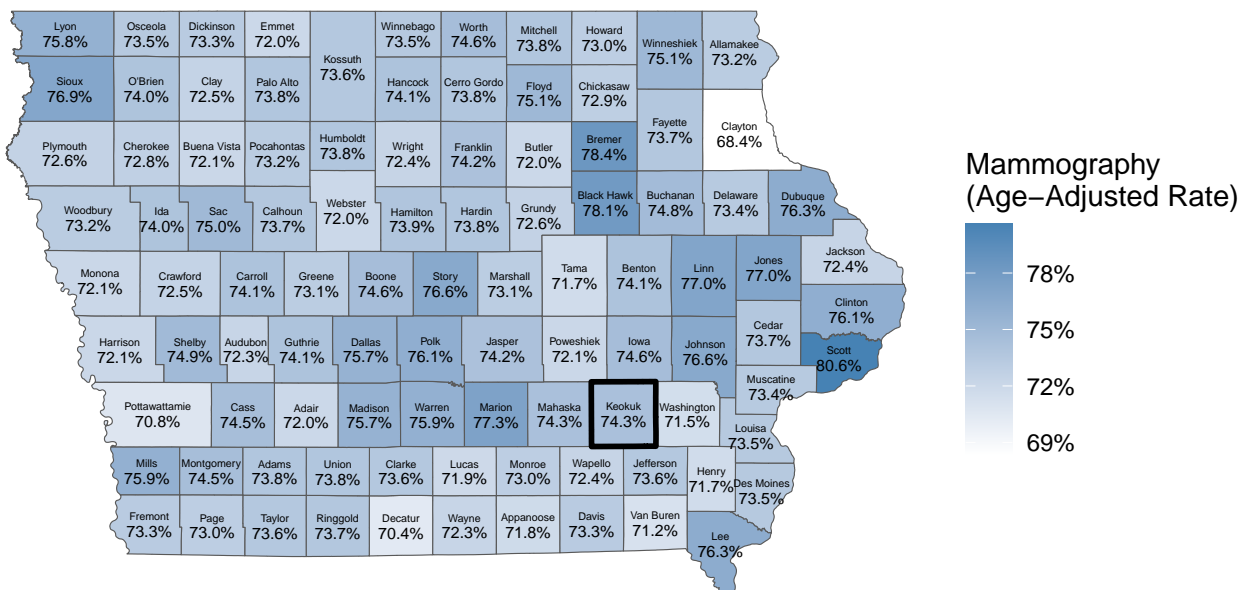 Lyon
75.8%
Osceola
73.5%
Dickinson
73.3%
Emmet
72.0%
Kossuth
73.6%
Winnebago
73.5%
Worth
74.6%
Mitchell
73.8%
Howard
73.0%
Winneshiek
75.1%
Allamakee
73.2%
Sioux
76.9%
O'Brien
74.0%
Clay
72.5%
Palo Alto
73.8%
Hancock
74.1%
Cerro Gordo
73.8%
Floyd
75.1%
Chickasaw
72.9%
Fayette
73.7%
Clayton
68.4%
Plymouth
72.6%
Cherokee
72.8%
Buena Vista
72.1%
Pocahontas
73.2%
Humboldt
73.8%
Wright
72.4%
Franklin
74.2%
Butler
72.0%
Bremer
78.4%
Woodbury
73.2%
Ida
74.0%
Sac
75.0%
Calhoun
73.7%
Webster
72.0%
Hamilton
73.9%
Hardin
73.8%
Grundy
72.6%
Black Hawk
78.1%
Buchanan
74.8%
Delaware
73.4%
Dubuque
76.3%
Monona
72.1%
Crawford
72.5%
Carroll
74.1%
Greene
73.1%
Boone
74.6%
Story
76.6%
Marshall
73.1%
Tama
71.7%
Benton
74.1%
Linn
77.0%
Jones
77.0%
Jackson
72.4%
Clinton
76.1%
Harrison
72.1%
Shelby
74.9%
Audubon
72.3%
Guthrie
74.1%
Dallas
75.7%
Polk
76.1%
Jasper
74.2%
Poweshiek
72.1%
Iowa
74.6%
Johnson
76.6%
Cedar
73.7%
Scott
80.6%
Muscatine
73.4%
Pottawattamie
70.8%
Cass
74.5%
Adair
72.0%
Madison
75.7%
Warren
75.9%
Marion
77.3%
Mahaska
74.3%
Keokuk
74.3%
Washington
71.5%
Louisa
73.5%
Mills
75.9%
Montgomery
74.5%
Adams
73.8%
Union
73.8%
Clarke
73.6%
Lucas
71.9%
Monroe
73.0%
Wapello
72.4%
Jefferson
73.6%
Henry
71.7%
Des Moines
73.5%
Fremont
73.3%
Page
73.0%
Taylor
73.6%
Ringgold
73.7%
Decatur
70.4%
Wayne
72.3%
Appanoose
71.8%
Davis
73.3%
Van Buren
71.2%
Lee
76.3%
Mammography
(Age−Adjusted Rate)
78%
75%
72%
69%